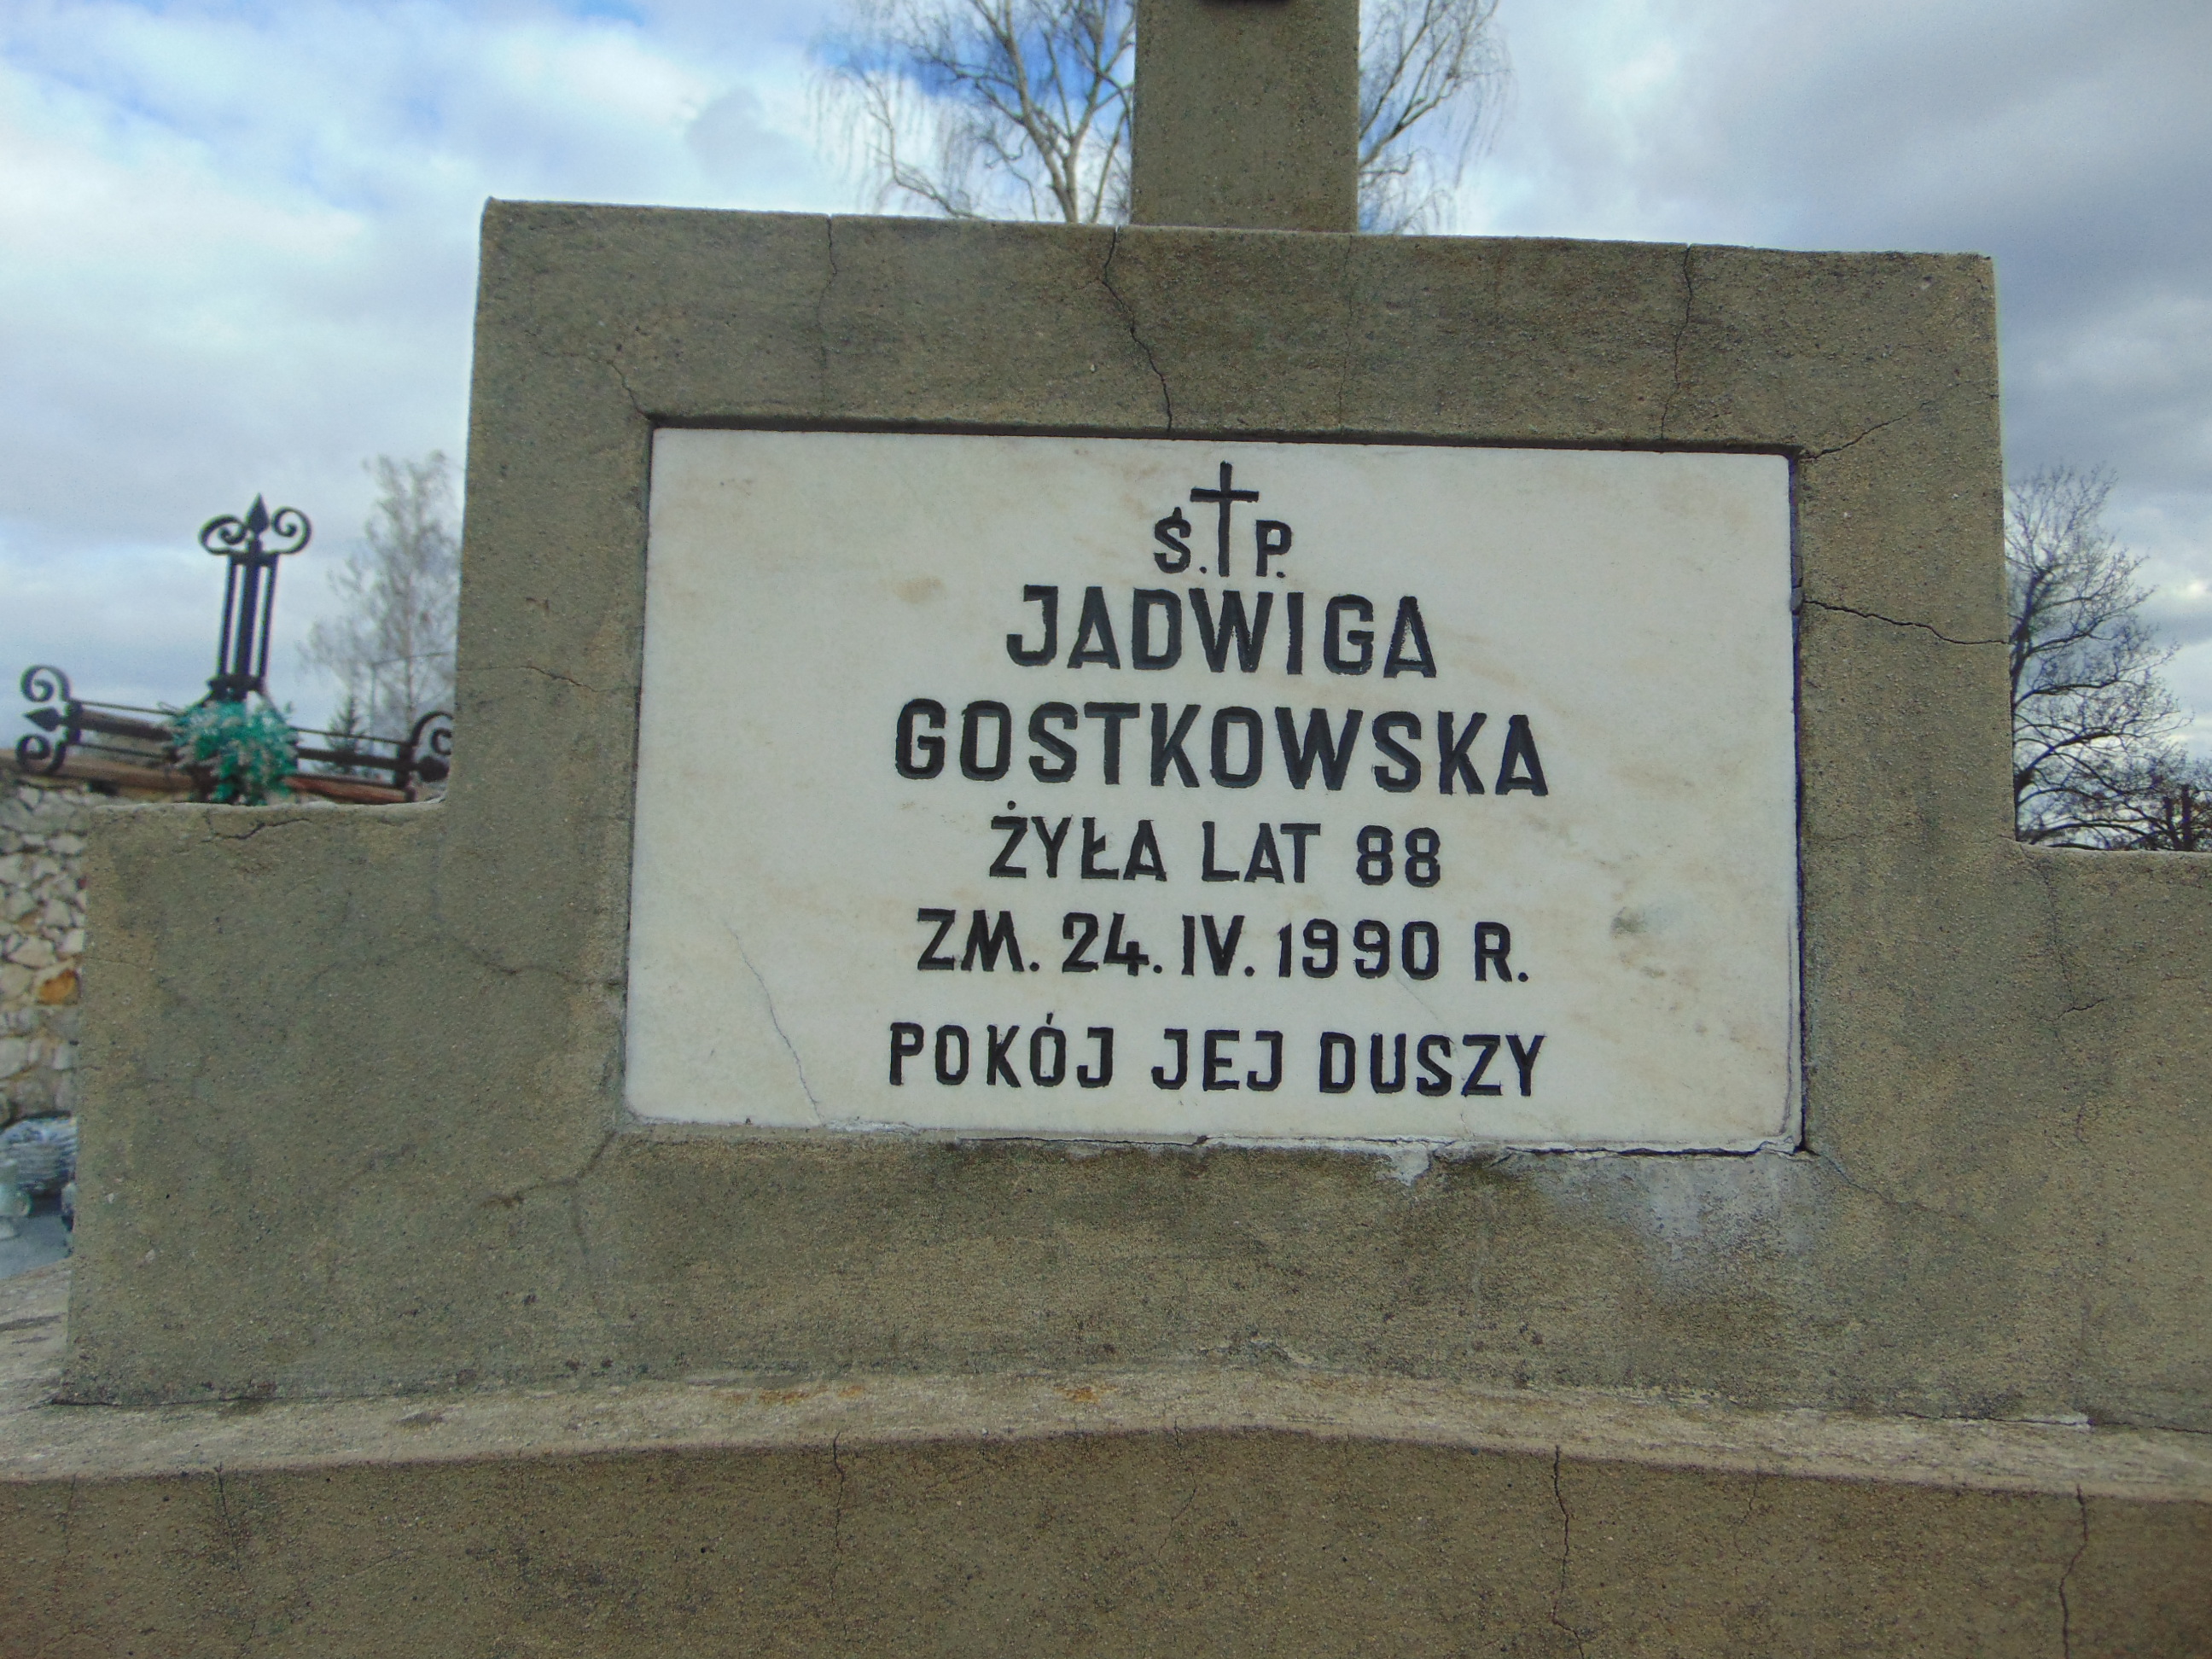 Ś.†P.
JADWIGA
GOSTKOWSKA
ŻYŁA LAT 88
ZM. 24. IV. 1990 R.
POKÓJ JEJ DUSZY